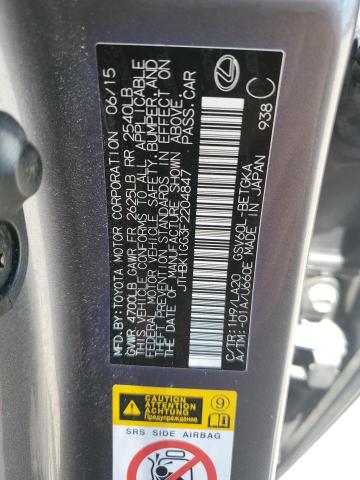 MFD. BY: TOYOTA MOTOR CORPORATION 06/15
GVWR 4700LB GAWR FR 2625LB RR 2540LB
THIS VEHICLE CONFORMS TO ALL APPLICABLE
FEDERAL MOTOR VEHICLE SAFETY, BUMPER, AND
THEFT PREVENTION STANDARDS IN EFFECT ON
THE DATE OF MANUFACTURE SHOWN ABOVE.
JTHBK1GG3F2204847 PASS.CAR
938 C
C/TR:1H9/LA20 GSV60L-BETGKA
A/TM:-01A/U660E MADE IN JAPAN
CAUTION ATTENTION
Prevención
9
SRS SIDE AIRBAG